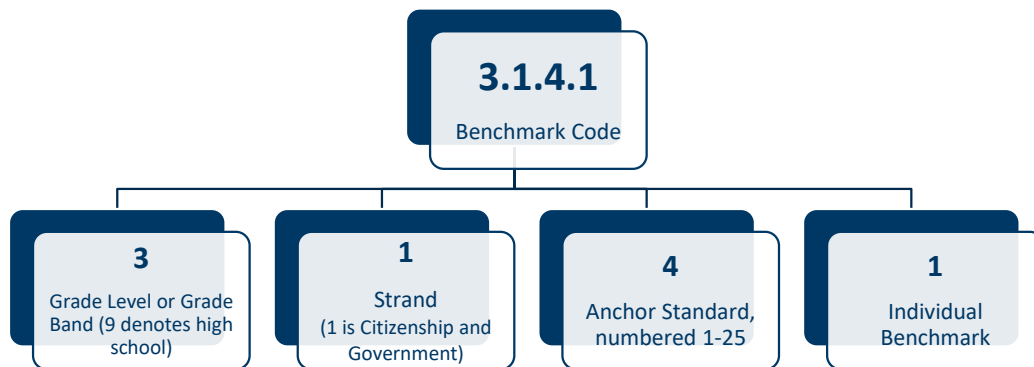 3.1.4.1
Benchmark Code
3
Grade Level or Grade
Band (9 denotes high
school)
1
Strand
(1 is Citizenship and
Government)
4
Anchor Standard,
numbered 1-25
1
Individual
Benchmark